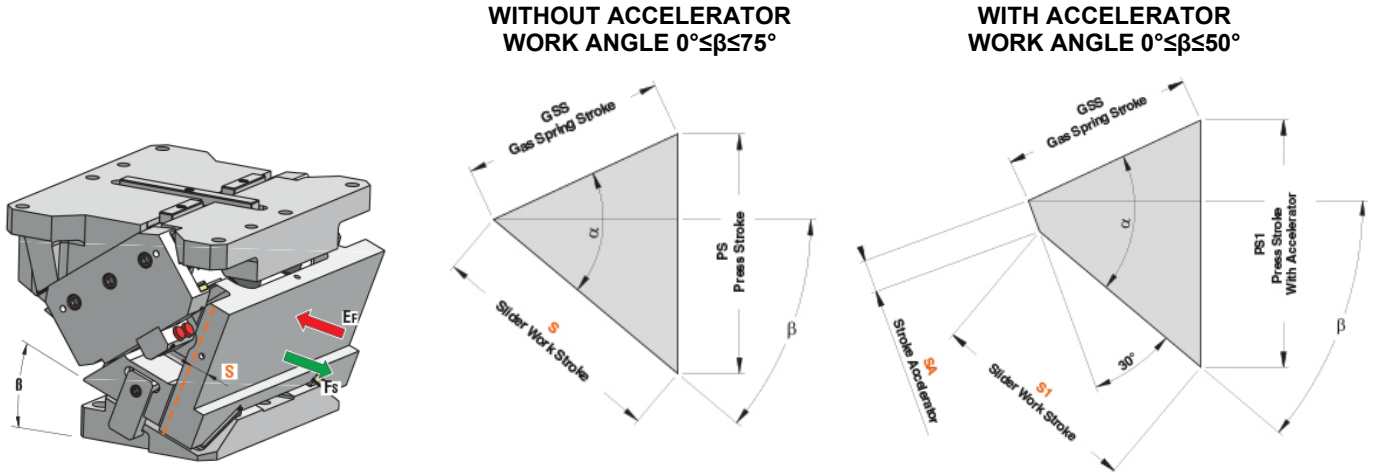 WITHOUT ACCELERATOR
WORK ANGLE 0°≤β≤75°
WITH ACCELERATOR
WORK ANGLE 0°≤β≤50°
β
S
EF
FS
GSS
Gas Spring Stroke
α
PS
Press Stroke
S
Slider Work Stroke
β
GSS
Gas Spring Stroke
α
PS1
Press Stroke
With Accelerator
SA
Stroke Accelerator
30°
S1
Slider Work Stroke
β